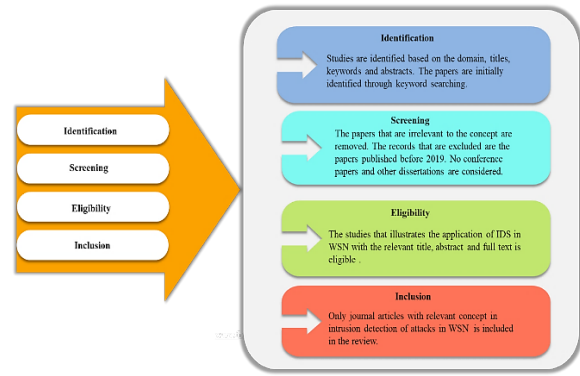 Identification
Screening
Eligibility
Inclusion
Identification
Studies are identified based on the domain, titles,
keywords and abstracts. The papers are initially
identified through keyword searching.
Screening
The papers that are irrelevant to the concept are
removed. The records that are excluded are the
papers published before 2019. No conference
papers and other dissertations are considered.
Eligibility
The studies that illustrates the application of IDS in
WSN with the relevant title, abstract and full text is
eligible .
Inclusion
Only journal articles with relevant concept in
intrusion detection of attacks in WSN is included
in the review.